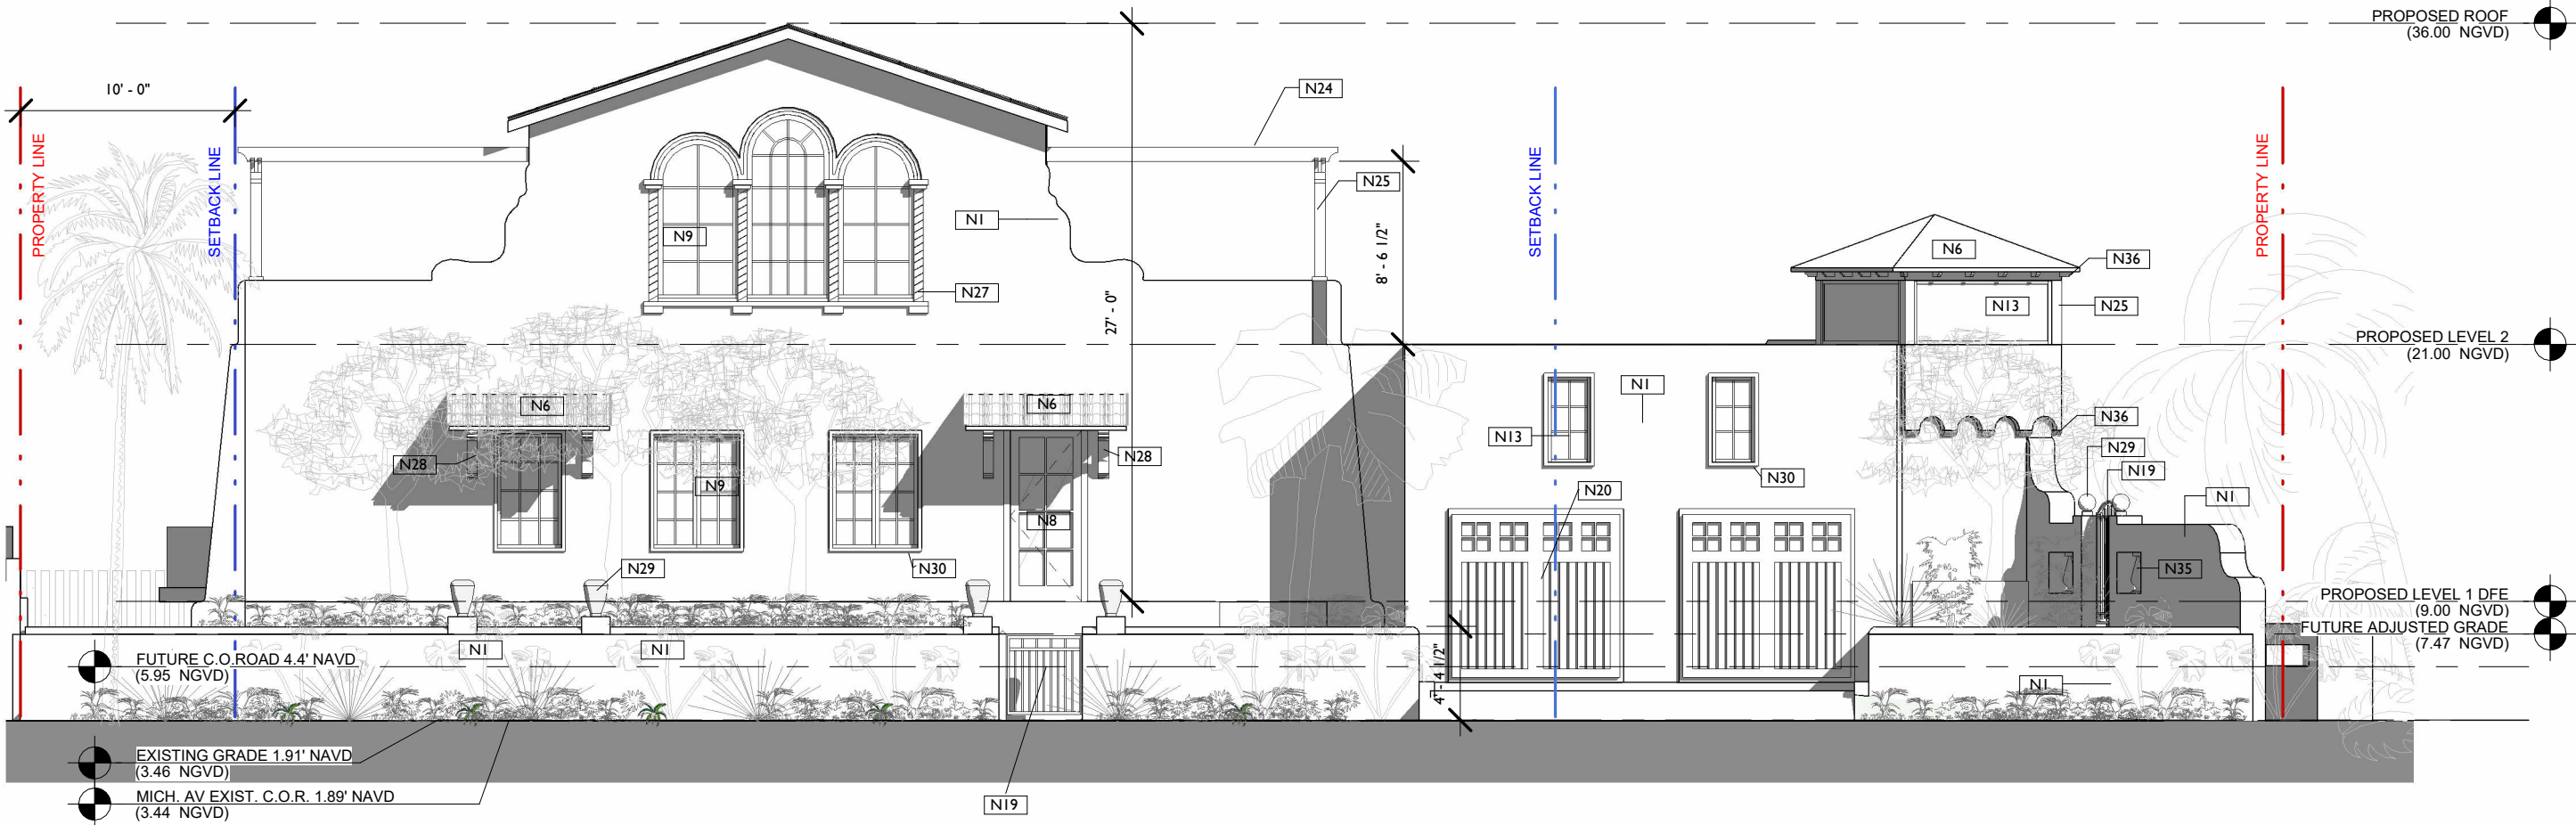 PROPOSED ROOF
(36.00 NGVD)
10' - 0"
N24
PROPERTY LINE
SETBACK LINE
SETBACK LINE
PROPERTY LINE
N25
N1
N9
N27
8' - 6 1/2"
27' - 0"
N6
N36
N13
N25
PROPOSED LEVEL 2
(21.00 NGVD)
N6
N6
N1
N36
N28
N28
N13
N29
N19
N9
N30
N20
N1
N8
N29
N30
N35
PROPOSED LEVEL 1 DFE
(9.00 NGVD)
FUTURE ADJUSTED GRADE
(7.47 NGVD)
N1
N1
FUTURE C.O.ROAD 4.4' NAVD
(5.95 NGVD)
4' - 4 1/2"
N1
EXISTING GRADE 1.91' NAVD
(3.46 NGVD)
MICH. AV EXIST. C.O.R. 1.89' NAVD
(3.44 NGVD)
N19